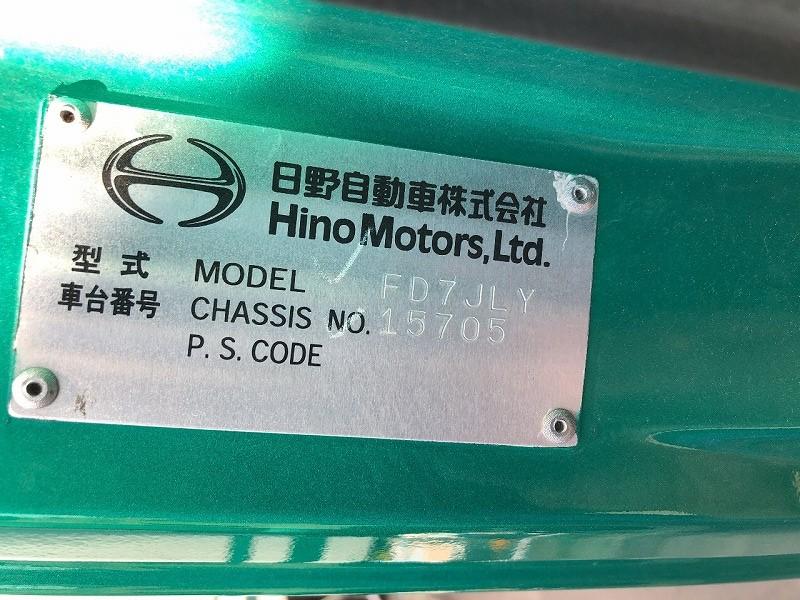 日野自動車株式会社
Hino Motors, Ltd.
型式 MODEL FD7JLY
車台番号 CHASSIS NO. 15705
P. S. CODE